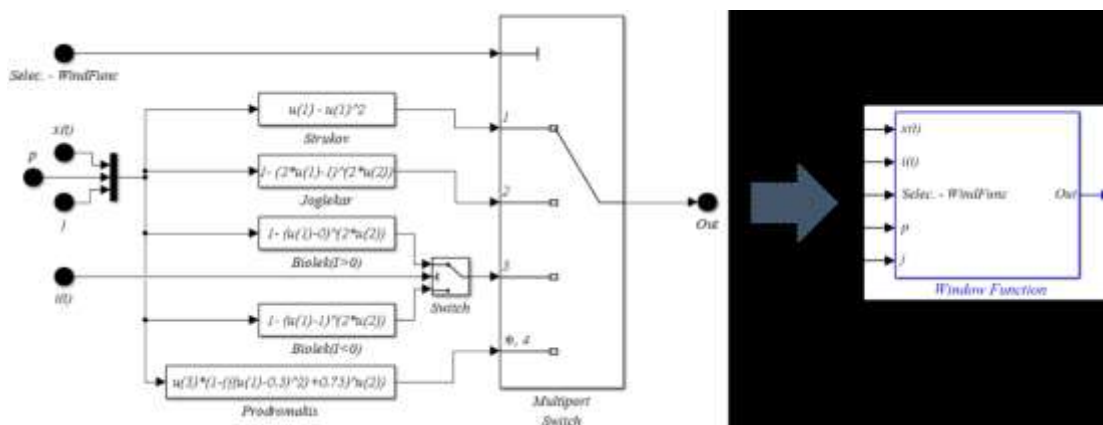 Selec. - WindFunc
x(t)
p
j
i(t)
u(1) - u(1)^2
Strukov
1- (2*u(1)-1)^(2*u(2))
Joglekar
1- (u(1)-0)^(2*u(2))
Biolek(I>0)
Switch
1- (u(1)-1)^(2*u(2))
Biolek(I<0)
u(3)*(1-(((u(1)-0.5)^2)+0.75)^u(2))
Prodromakis
1
2
3
*, 4
Multiport
Switch
Out
x(t)
i(t)
Selec. - WindFunc
Out
p
j
Window Function